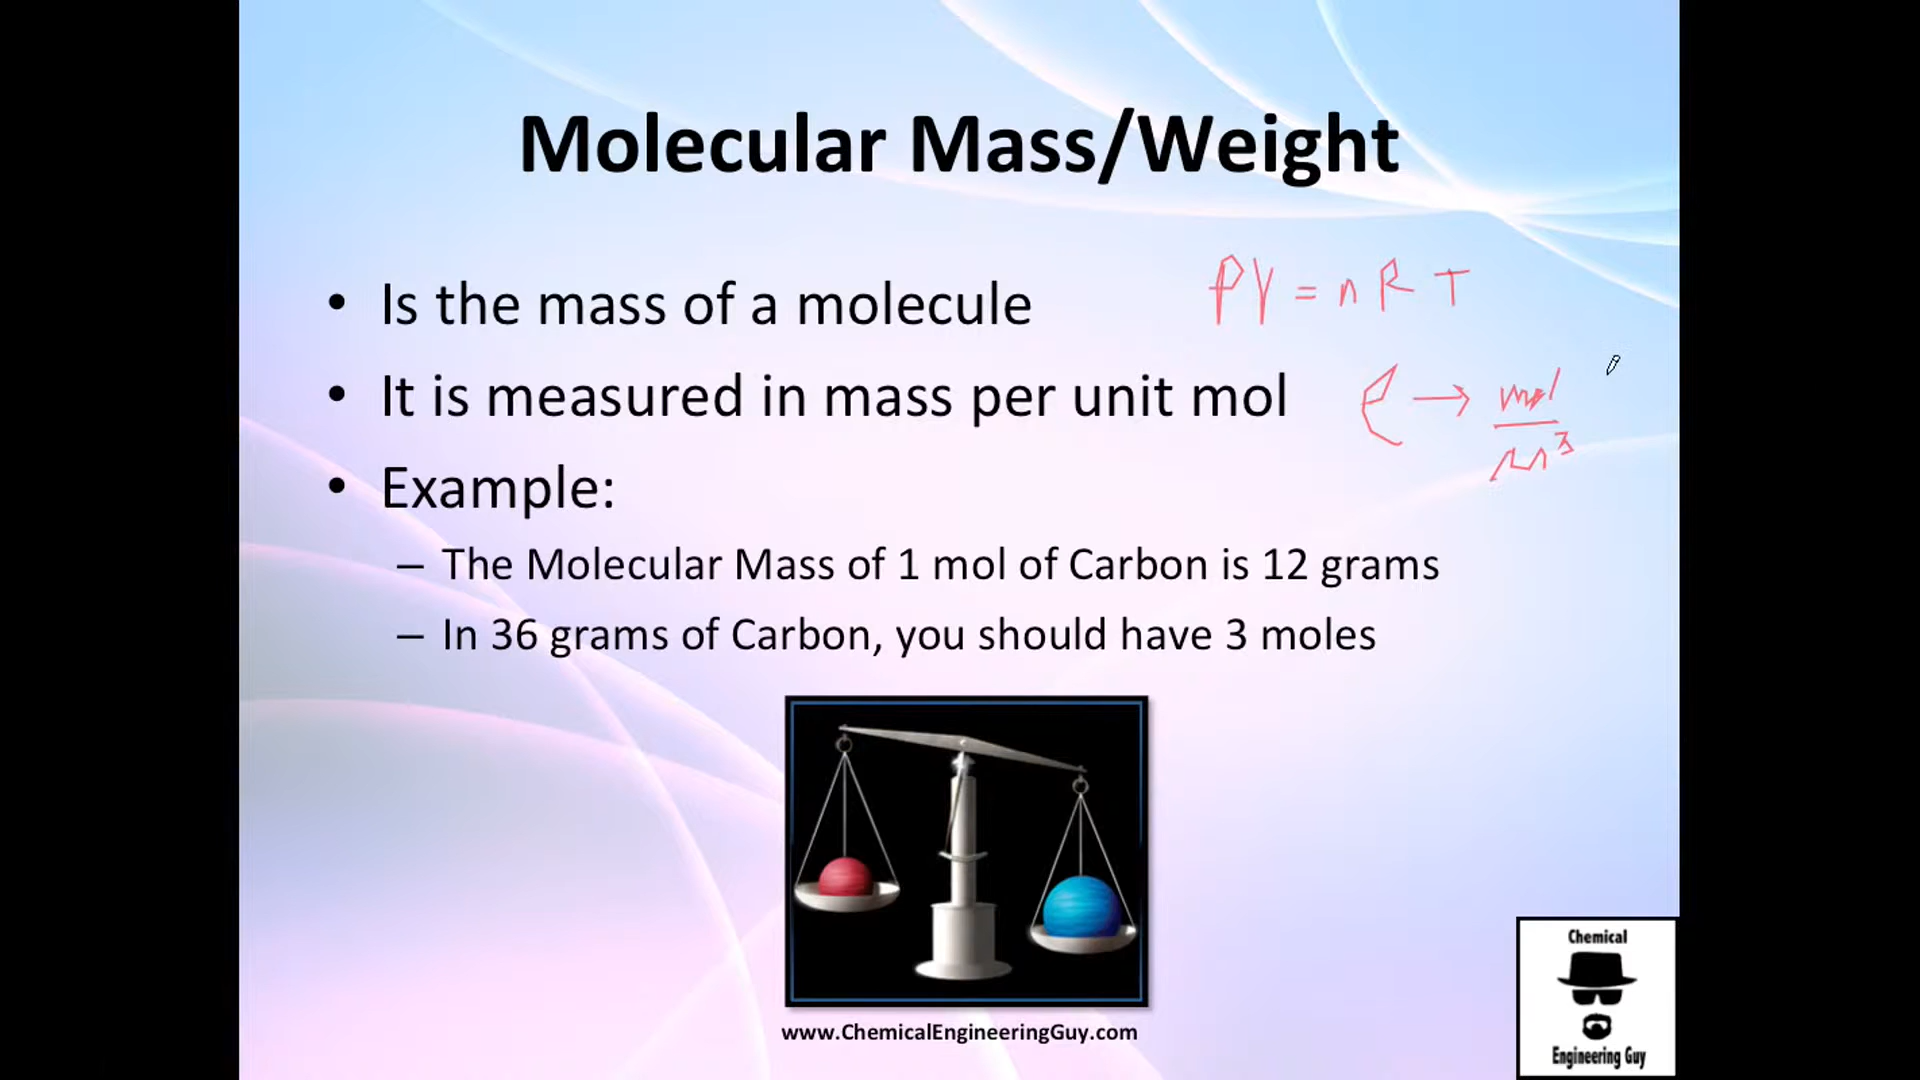 Molecular Mass/Weight
• Is the mass of a molecule
PV = n R T
• It is measured in mass per unit mol
→ mol
m³
• Example:
– The Molecular Mass of 1 mol of Carbon is 12 grams
– In 36 grams of Carbon, you should have 3 moles
www.ChemicalEngineeringGuy.com
Chemical
Engineering Guy